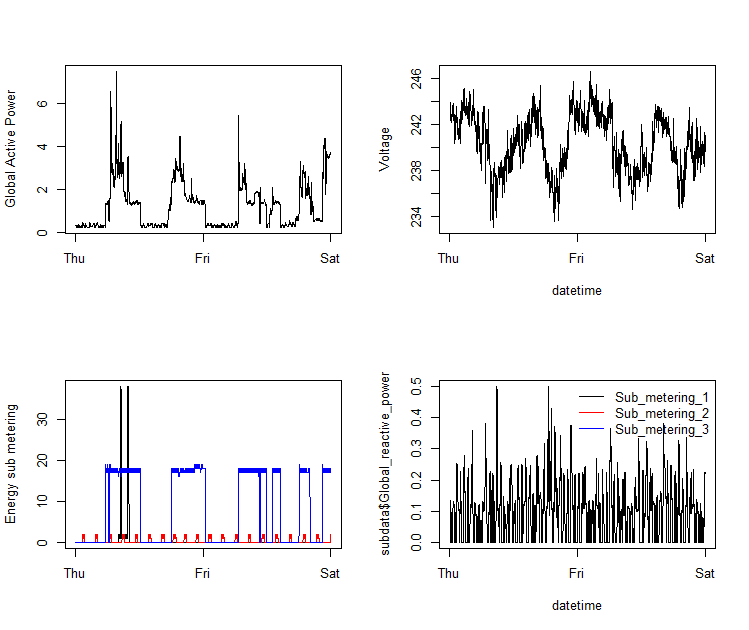 Global Active Power
6
4
2
0
Thu Fri Sat
Voltage
246
242
238
234
Thu Fri Sat
datetime
Energy sub metering
30
20
10
0
Thu Fri Sat
subdata$Global_reactive_power
0.5
0.4
0.3
0.2
0.1
0.0
Sub_metering_1
Sub_metering_2
Sub_metering_3
Thu Fri Sat
datetime